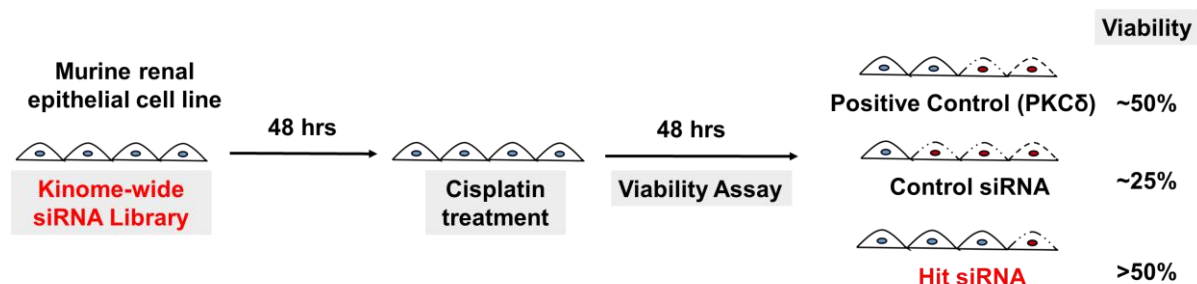 Viability
Murine renal
epithelial cell line
48 hrs
48 hrs
Kinome-wide
siRNA Library
Cisplatin
treatment
Viability Assay
Positive Control (PKCδ) ~50%
Control siRNA ~25%
Hit siRNA >50%